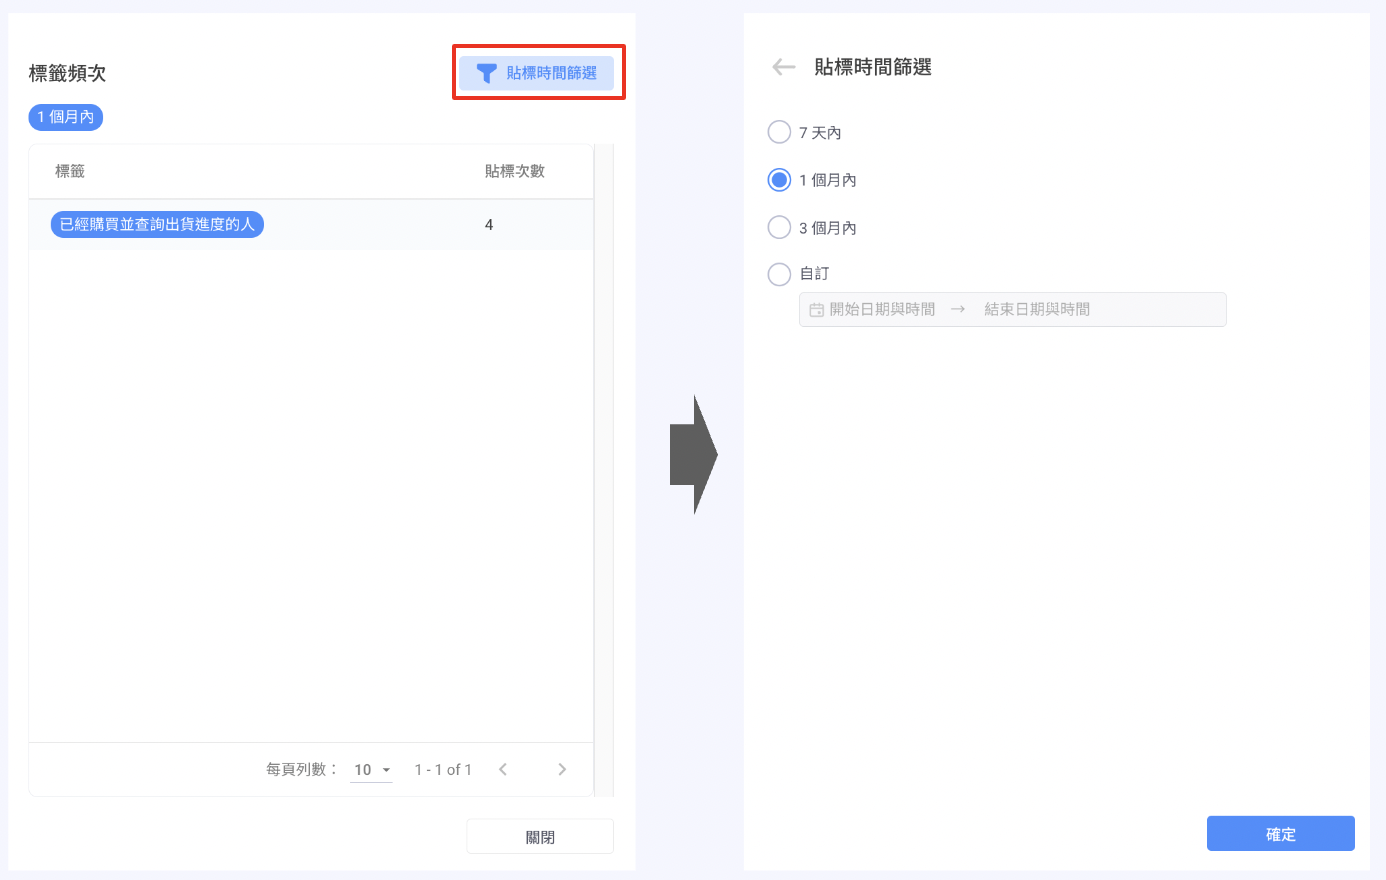 標籤頻次
貼標時間篩選
1 個月內
標籤
貼標次數
已經購買並查詢出貨進度的人
4
每頁列數：
10
1 - 1 of 1
關閉
貼標時間篩選
7 天內
1 個月內
3 個月內
自訂
開始日期與時間 → 結束日期與時間
確定